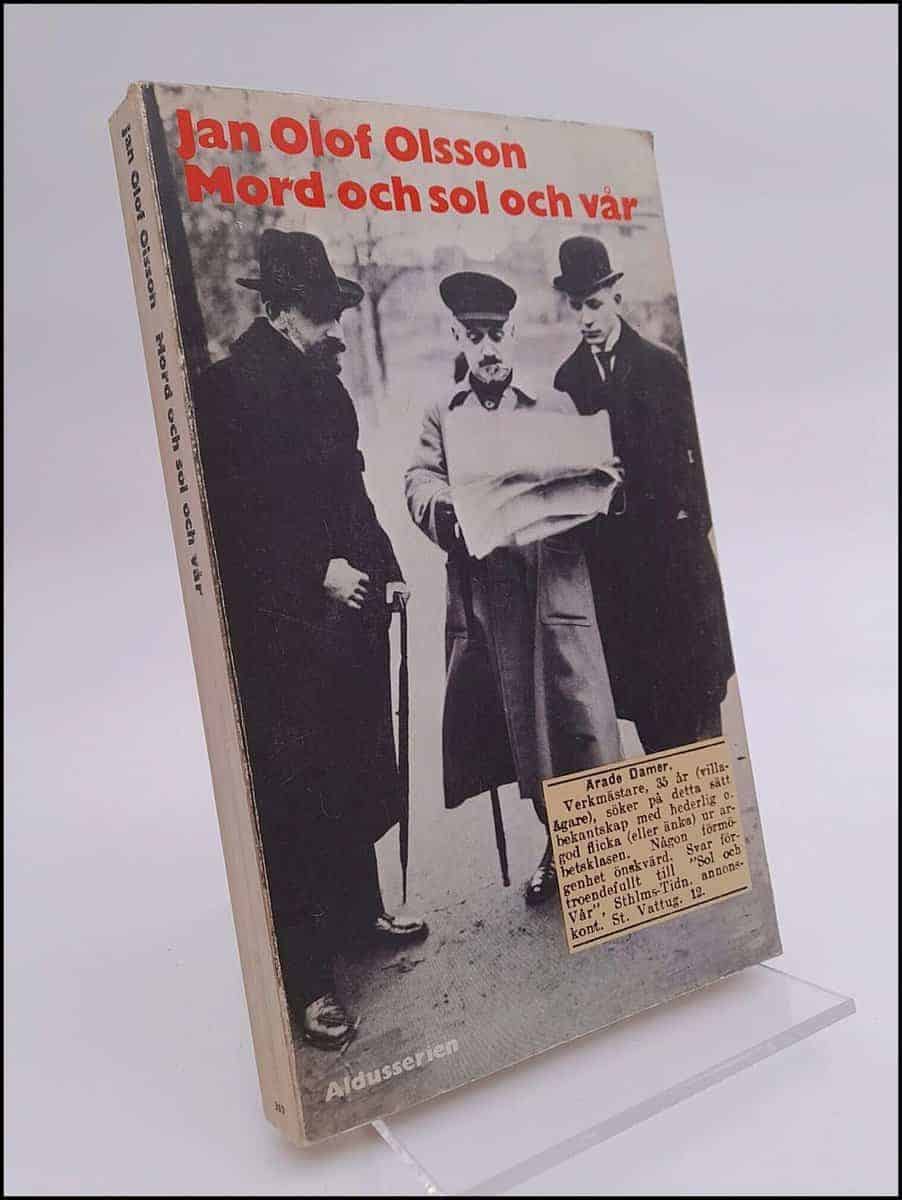 Jan Olof Olsson
Mord och sol och vår
Jan Olof Olsson Mord och sol och vår
Ärade Damer.
Verkmästare, 35 år (villa-
ägare), söker på detta sätt
bekantskap med hederlig o.
god flicka (eller änka) ur ar-
betsklasen. Någon förmö-
genhet önskvärd. Svar för-
troendefullt till "Sol och
Vår", Sthlms-Tidn. annons-
kont. St. Vattug. 12.
Aldusserien